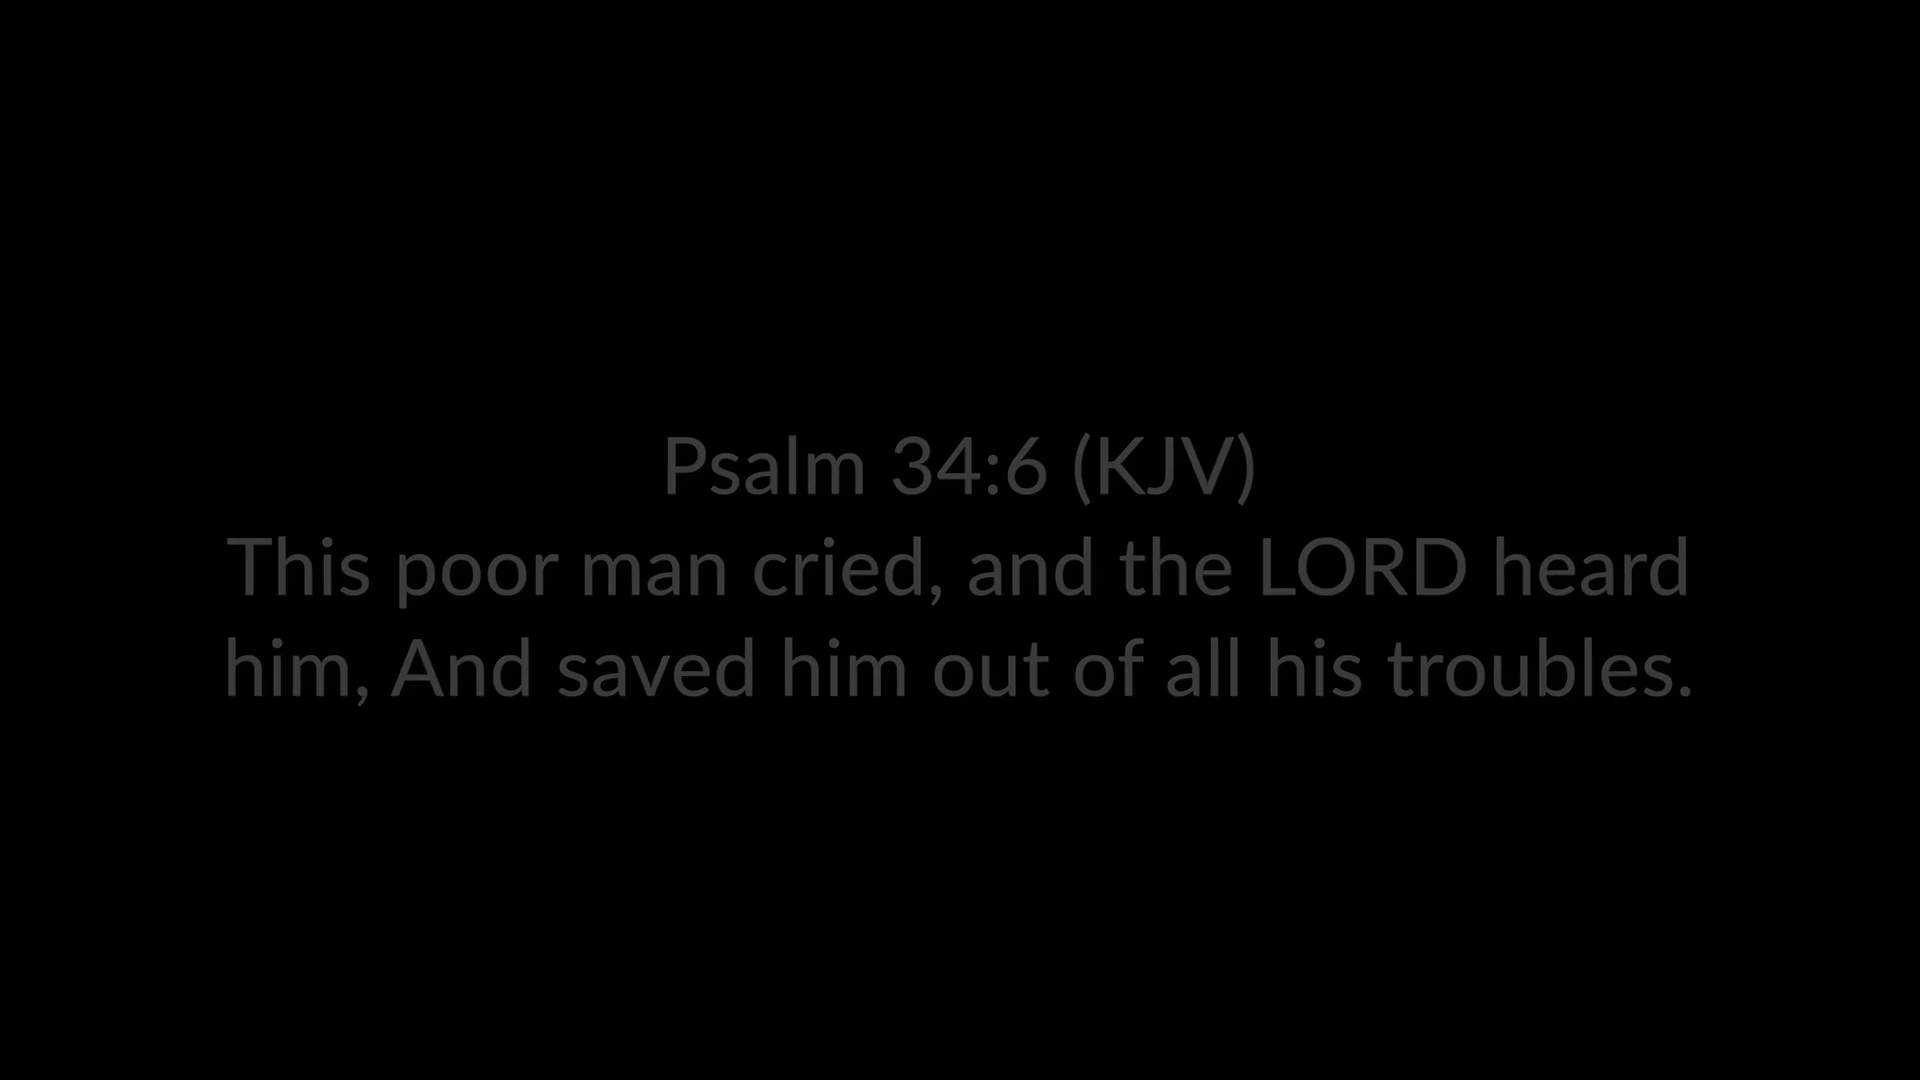 Psalm 34:6 (KJV)
This poor man cried, and the LORD heard
him, And saved him out of all his troubles.